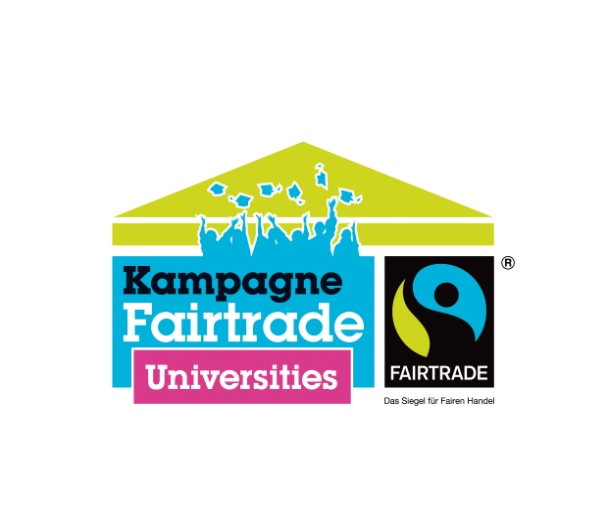 Kampagne
Fairtrade
Universities
®
FAIRTRADE
Das Siegel für Fairen Handel